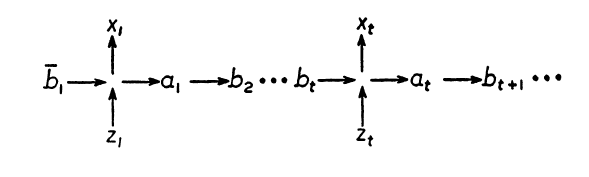 x₁ xₜ
b̄₁ a₁ b₂ ••• bₜ aₜ bₜ₊₁ •••
z₁ zₜ